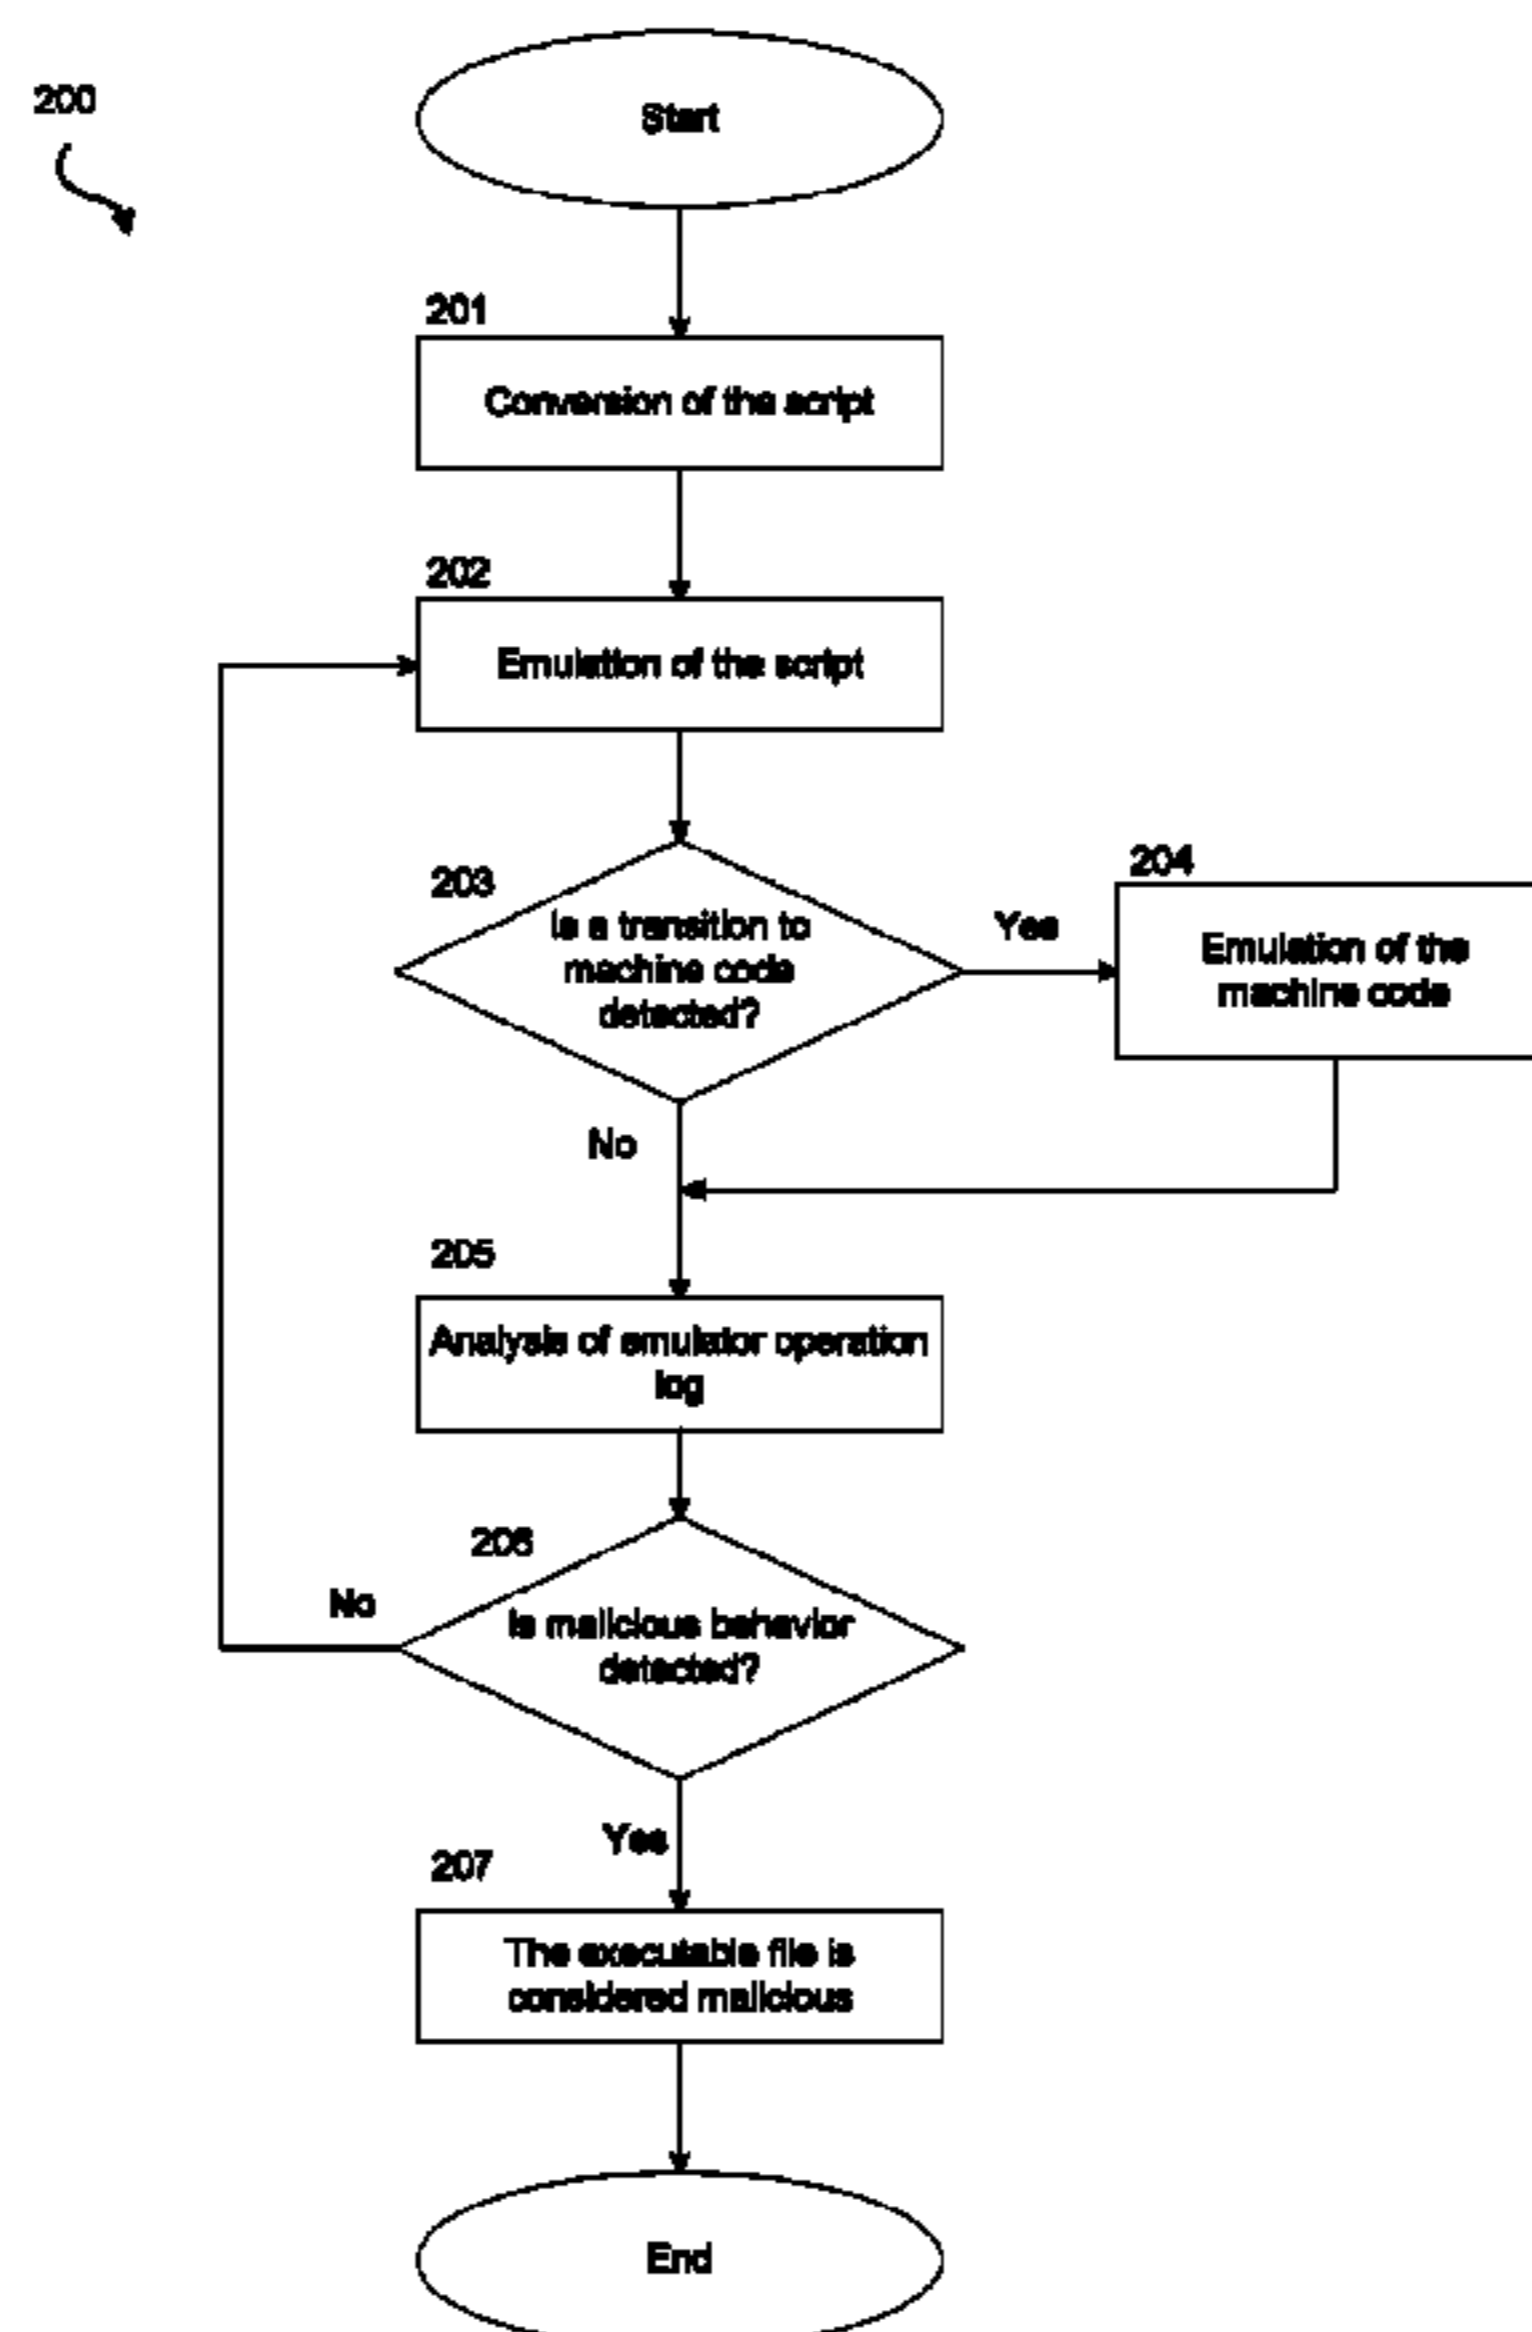 200
Start
201
Conversion of the script
202
Emulation of the script
203
Is a transition to
machine code
detected?
Yes
204
Emulation of the
machine code
No
205
Analysis of emulator operation
log
206
No
Is malicious behavior
detected?
Yes
207
The executable file is
considered malicious
End